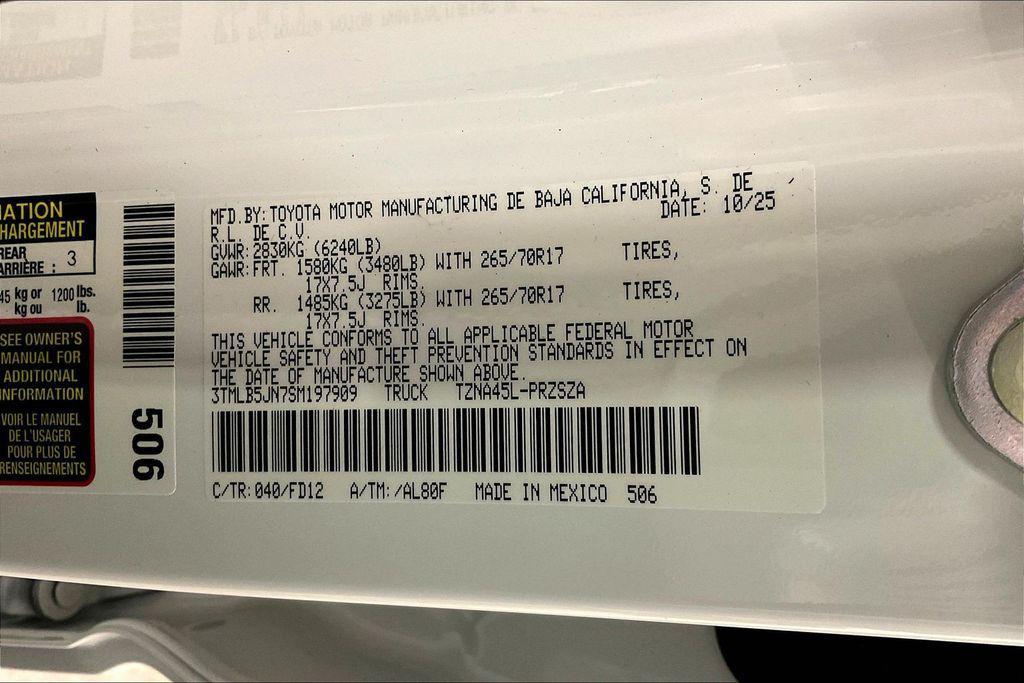 IATION
HARGEMENT
REAR
ARRIÈRE : 3
45 kg or 1200 lbs.
kg ou lb.
SEE OWNER'S
MANUAL FOR
ADDITIONAL
INFORMATION
VOIR LE MANUEL
DE L'USAGER
POUR PLUS DE
RENSEIGNEMENTS
506
MFD.BY: TOYOTA MOTOR MANUFACTURING DE BAJA CALIFORNIA, S. DE
R.L. DE C.V. DATE: 10/25
GVWR: 2830KG (6240LB)
GAWR: FRT. 1580KG (3480LB) WITH 265/70R17 TIRES,
17X7.5J RIMS.
RR. 1485KG (3275LB) WITH 265/70R17 TIRES,
17X7.5J RIMS.
THIS VEHICLE CONFORMS TO ALL APPLICABLE FEDERAL MOTOR
VEHICLE SAFETY AND THEFT PREVENTION STANDARDS IN EFFECT ON
THE DATE OF MANUFACTURE SHOWN ABOVE.
3TMLB5JN7SM197909 TRUCK TZNA45L-PRZSZA
C/TR: 040/FD12 A/TM: /AL80F MADE IN MEXICO 506